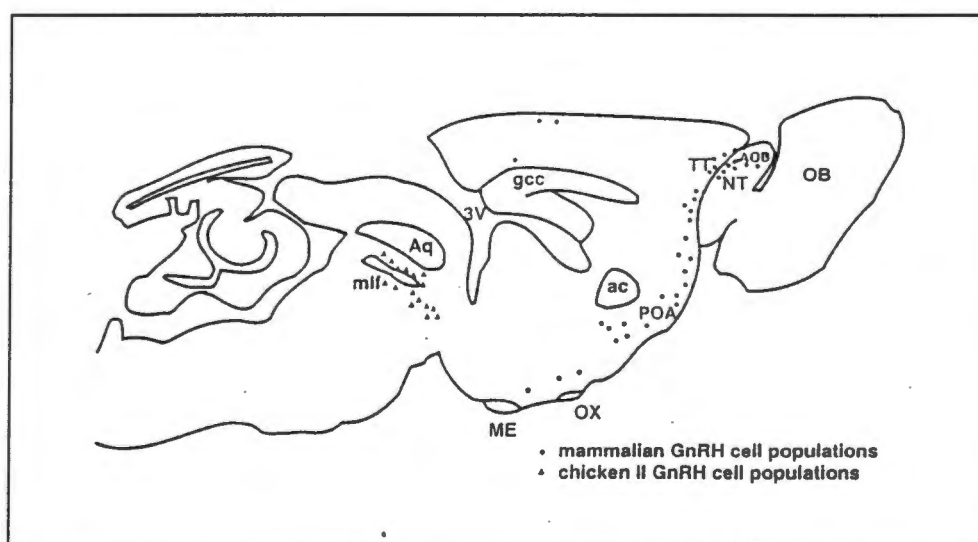 TT
AOB
NT
OB
gcc
3V
Aq
mlf
ac
POA
OX
ME
• mammalian GnRH cell populations
▲ chicken II GnRH cell populations